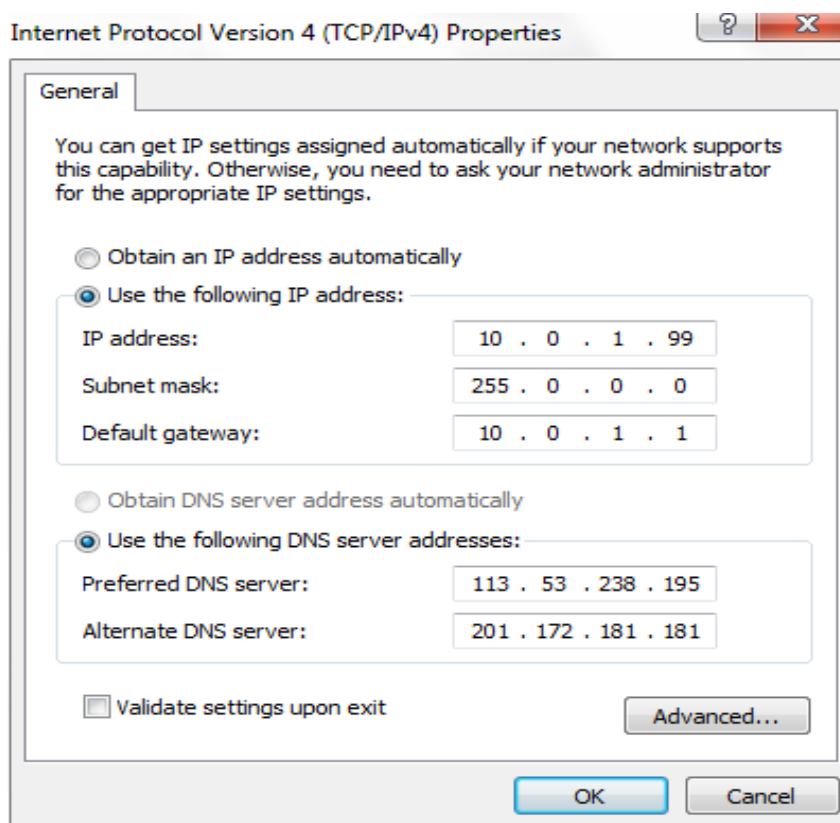 Internet Protocol Version 4 (TCP/IPv4) Properties
?
X
General
You can get IP settings assigned automatically if your network supports
this capability. Otherwise, you need to ask your network administrator
for the appropriate IP settings.
Obtain an IP address automatically
Use the following IP address:
IP address: 10 . 0 . 1 . 99
Subnet mask: 255 . 0 . 0 . 0
Default gateway: 10 . 0 . 1 . 1
Obtain DNS server address automatically
Use the following DNS server addresses:
Preferred DNS server: 113 . 53 . 238 . 195
Alternate DNS server: 201 . 172 . 181 . 181
Validate settings upon exit
Advanced...
OK Cancel